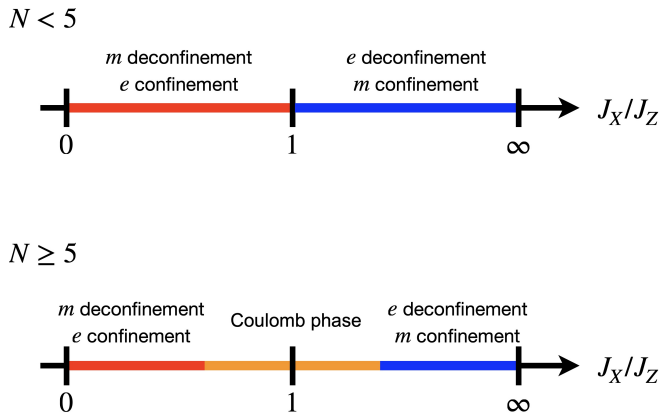 N < 5
m deconfinement e deconfinement
e confinement m confinement
0 1 ∞ J_X/J_Z
N ≥ 5
m deconfinement Coulomb phase e deconfinement
e confinement m confinement
0 1 ∞ J_X/J_Z